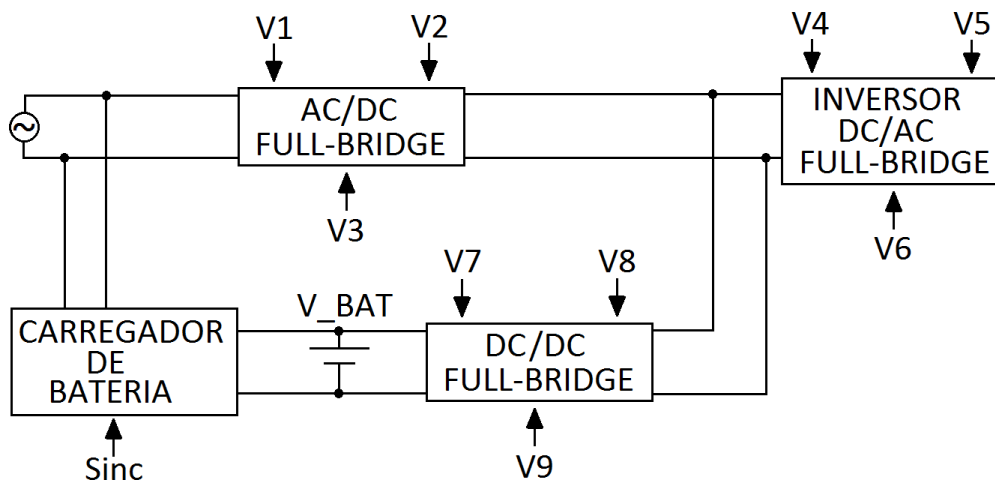 V1
V2
V4
V5
AC/DC
FULL-BRIDGE
INVERSOR
DC/AC
FULL-BRIDGE
V3
V6
V7
V8
V_BAT
CARREGADOR
DE
BATERIA
DC/DC
FULL-BRIDGE
Sinc
V9